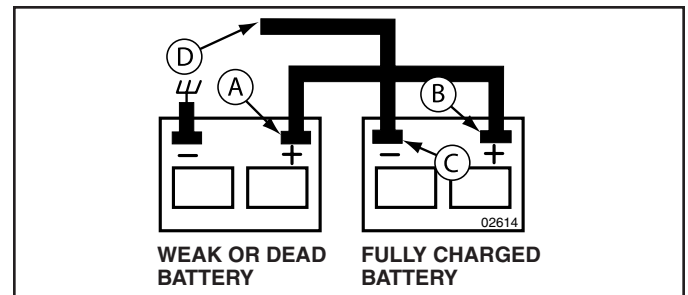 D
A
B
C
–
+
–
+
02614
WEAK OR DEAD
BATTERY
FULLY CHARGED
BATTERY